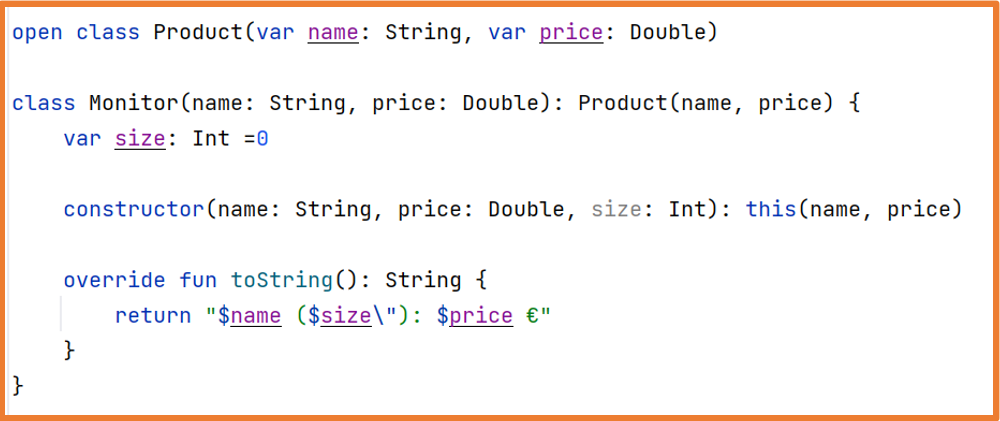 open class Product(var name: String, var price: Double)
class Monitor(name: String, price: Double): Product(name, price) {
    var size: Int =0
    constructor(name: String, price: Double, size: Int): this(name, price)
    override fun toString(): String {
        return "$name ($size\"): $price €"
    }
}